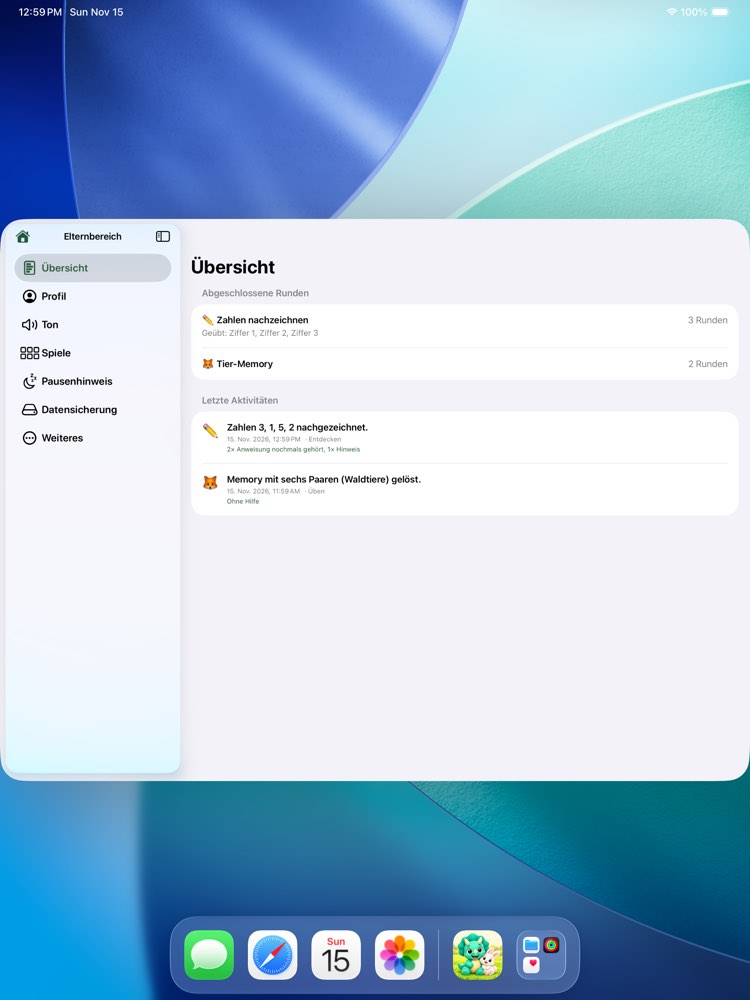 12:59 PM Sun Nov 15
100%
Elternbereich
Übersicht
Profil
Ton
Spiele
Pausenhinweis
Datensicherung
Weiteres
Übersicht
Abgeschlossene Runden
Zahlen nachzeichnen
3 Runden
Geübt: Ziffer 1, Ziffer 2, Ziffer 3
Tier-Memory
2 Runden
Letzte Aktivitäten
Zahlen 3, 1, 5, 2 nachgezeichnet.
15. Nov. 2026, 12:59 PM · Entdecken
2× Anweisung nochmals gehört, 1× Hinweis
Memory mit sechs Paaren (Waldtiere) gelöst.
15. Nov. 2026, 11:59 AM · Üben
Ohne Hilfe
Sun
15